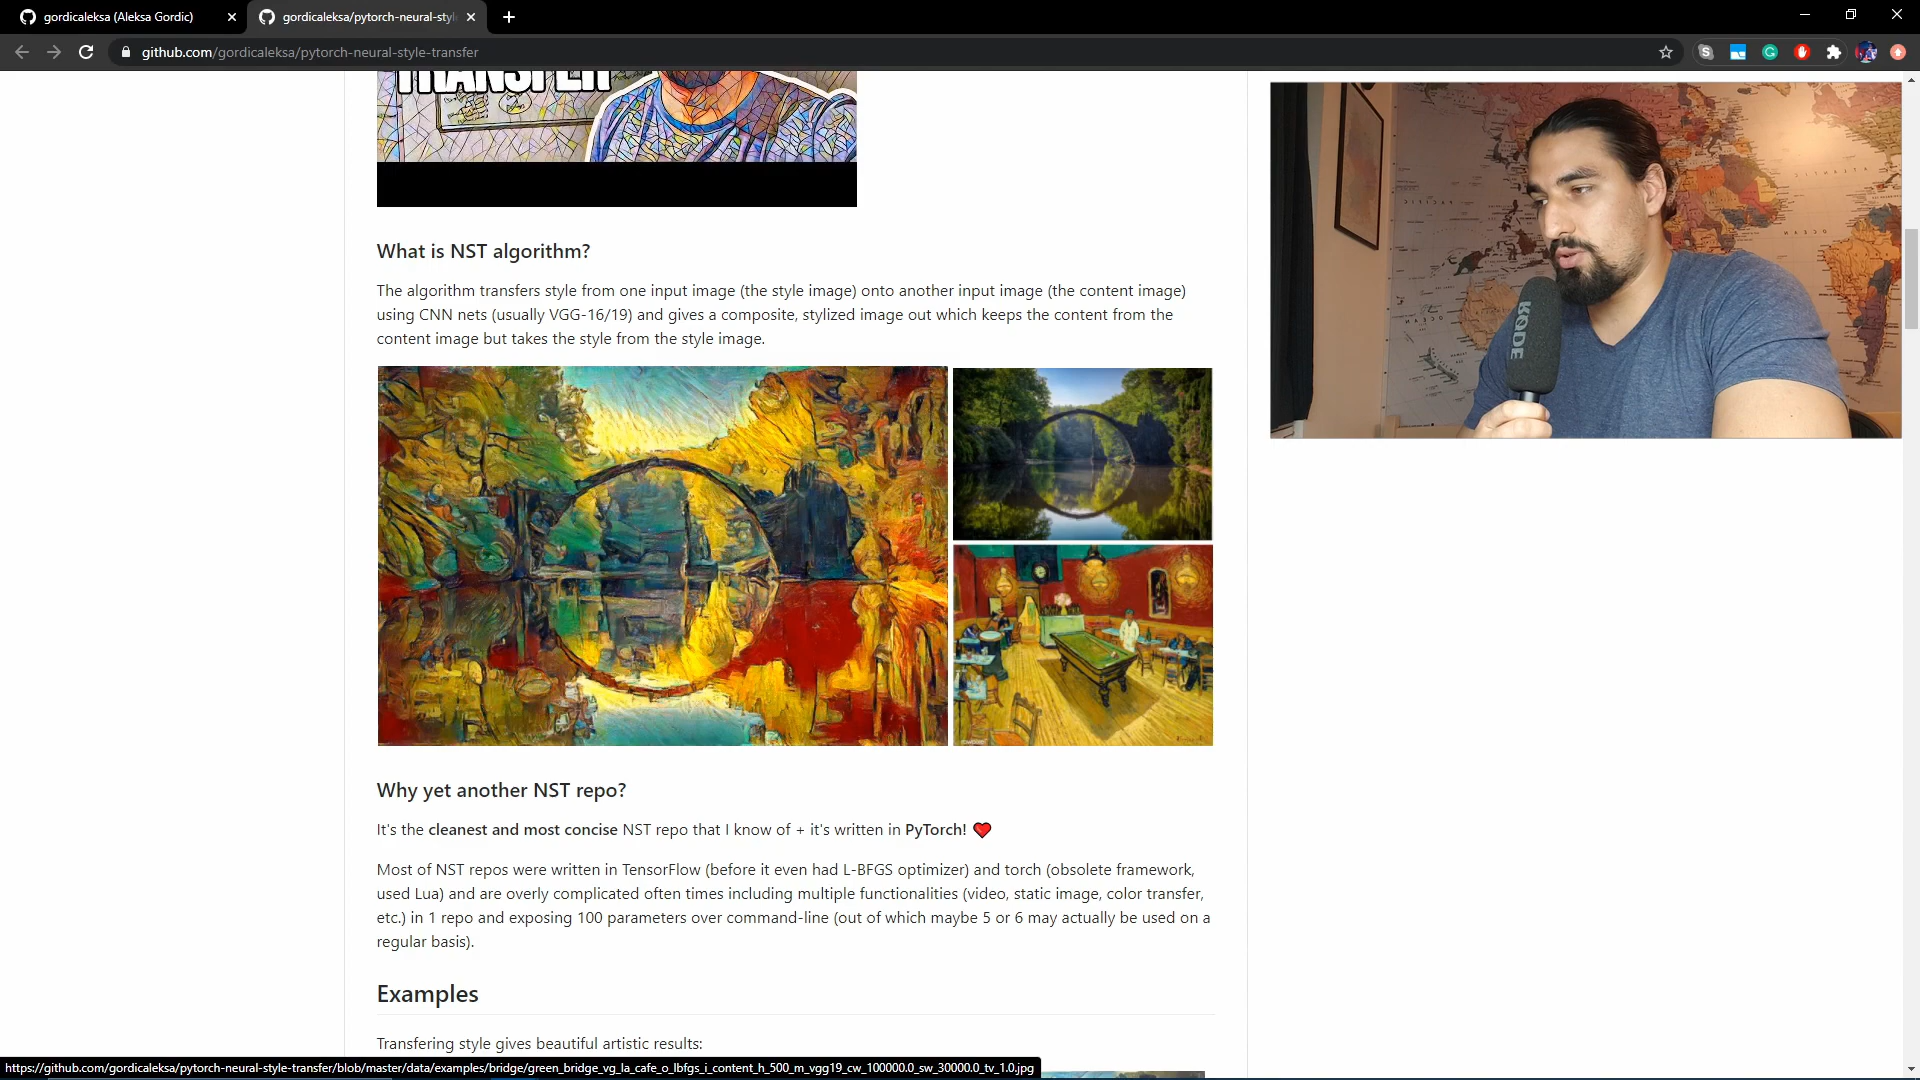 gordicaleksa (Aleksa Gordic)
gordicaleksa/pytorch-neural-styl
github.com/gordicaleksa/pytorch-neural-style-transfer
TRANSFER
What is NST algorithm?
The algorithm transfers style from one input image (the style image) onto another input image (the content image)
using CNN nets (usually VGG-16/19) and gives a composite, stylized image out which keeps the content from the
content image but takes the style from the style image.
Why yet another NST repo?
It's the cleanest and most concise NST repo that I know of + it's written in PyTorch! ❤️
Most of NST repos were written in TensorFlow (before it even had L-BFGS optimizer) and torch (obsolete framework,
used Lua) and are overly complicated often times including multiple functionalities (video, static image, color transfer,
etc.) in 1 repo and exposing 100 parameters over command-line (out of which maybe 5 or 6 may actually be used on a
regular basis).
Examples
Transfering style gives beautiful artistic results:
https://github.com/gordicaleksa/pytorch-neural-style-transfer/blob/master/data/examples/bridge/green_bridge_vg_la_cafe_o_lbfgs_i_content_h_500_m_vgg19_cw_100000.0_sw_30000.0_tv_1.0.jpg
RØDE